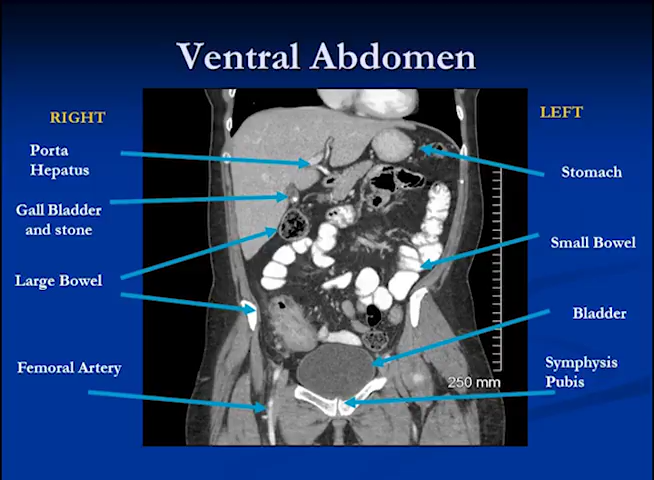 Ventral Abdomen
RIGHT
LEFT
Porta
Hepatus
Stomach
Gall Bladder
and stone
Small Bowel
Large Bowel
Bladder
Femoral Artery
Symphysis
Pubis
250 mm